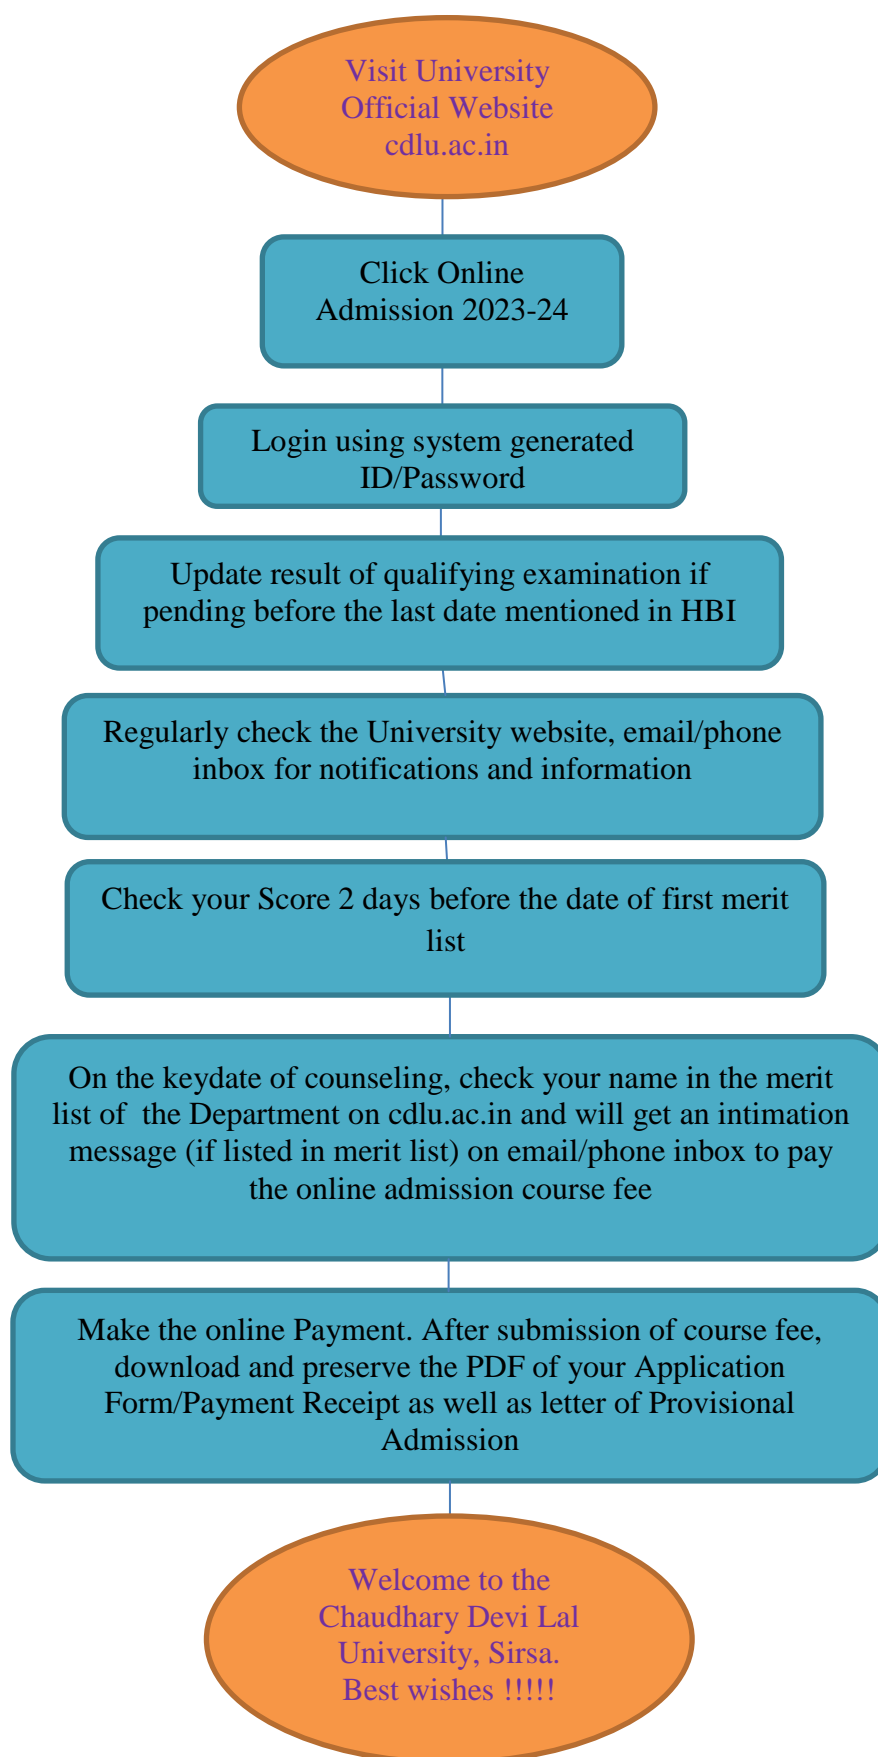 Visit University
Official Website
cdlu.ac.in
Click Online
Admission 2023-24
Login using system generated
ID/Password
Update result of qualifying examination if
pending before the last date mentioned in HBI
Regularly check the University website, email/phone
inbox for notifications and information
Check your Score 2 days before the date of first merit
list
On the keydate of counseling, check your name in the merit
list of  the Department on cdlu.ac.in and will get an intimation
message (if listed in merit list) on email/phone inbox to pay
the online admission course fee
Make the online Payment. After submission of course fee,
download and preserve the PDF of your Application
Form/Payment Receipt as well as letter of Provisional
Admission
Welcome to the
Chaudhary Devi Lal
University, Sirsa.
Best wishes !!!!!